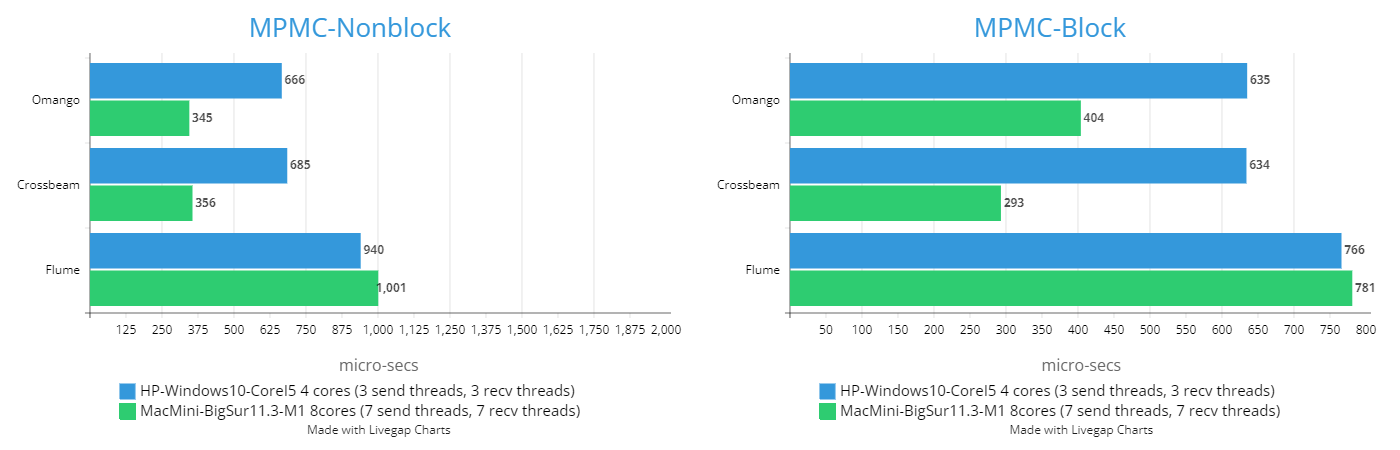 MPMC-Nonblock
Omango
666
345
Crossbeam
685
356
Flume
940
1,001
125 250 375 500 625 750 875 1,000 1,125 1,250 1,375 1,500 1,625 1,750 1,875 2,000
micro-secs
HP-Windows10-CoreI5 4 cores (3 send threads, 3 recv threads)
MacMini-BigSur11.3-M1 8cores (7 send threads, 7 recv threads)
Made with Livegap Charts
MPMC-Block
Omango
635
404
Crossbeam
634
293
Flume
766
781
50 100 150 200 250 300 350 400 450 500 550 600 650 700 750 800
micro-secs
HP-Windows10-CoreI5 4 cores (3 send threads, 3 recv threads)
MacMini-BigSur11.3-M1 8cores (7 send threads, 7 recv threads)
Made with Livegap Charts